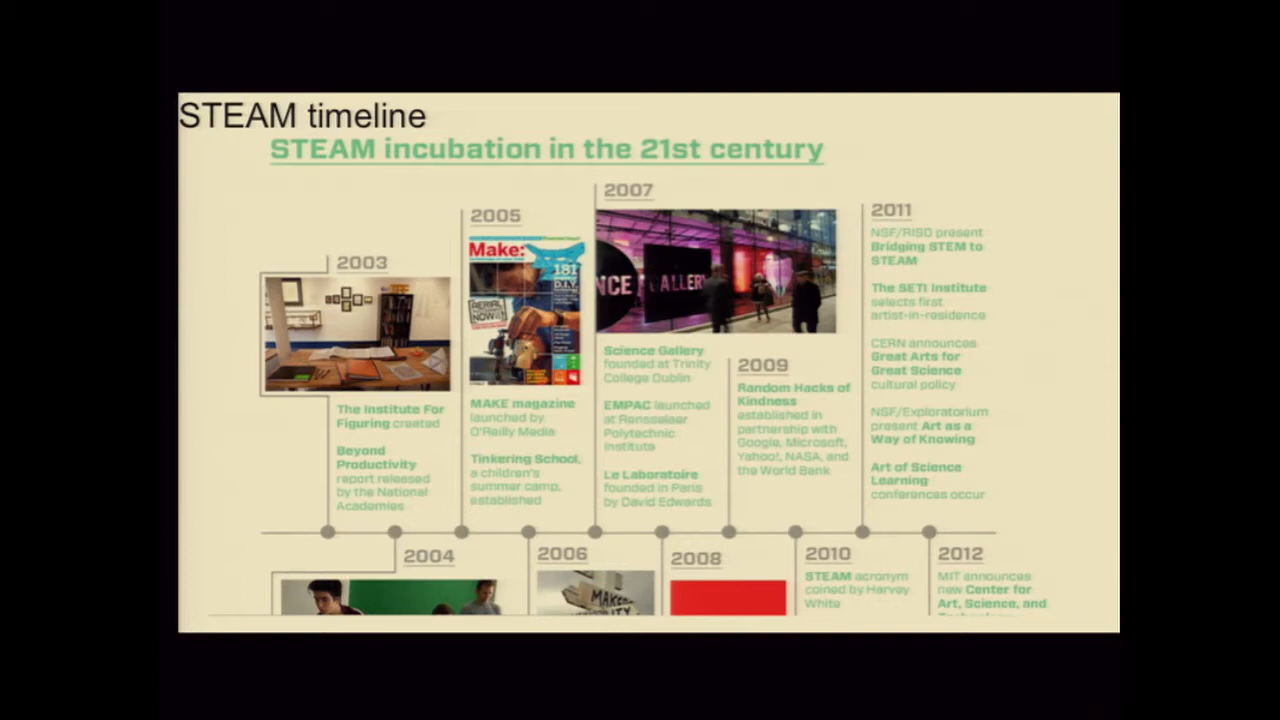 STEAM timeline
STEAM incubation in the 21st century
2003
The Institute For
Figuring created
Beyond
Productivity
report released
by the National
Academies
2005
Make:
181
D.I.Y.
AERIAL
NOW!
MAKE magazine
launched by
O'Reilly Media
Tinkering School,
a children's
summer camp,
established
2007
NCE GALLERY
Science Gallery
founded at Trinity
College Dublin
EMPAC launched
at Rensselaer
Polytechnic
Institute
Le Laboratoire
founded in Paris
by David Edwards
2009
Random Hacks of
Kindness
established in
partnership with
Google, Microsoft,
Yahoo!, NASA, and
the World Bank
2011
NSF/RISD present
Bridging STEM to
STEAM
The SETI Institute
selects first
artist-in-residence
CERN announces
Great Arts for
Great Science
cultural policy
NSF/Exploratorium
present Art as a
Way of Knowing
Art of Science
Learning
conferences occur
2004
2006
MAKE
2008
2010
STEAM acronym
coined by Harvey
White
2012
MIT announces
new Center for
Art, Science, and